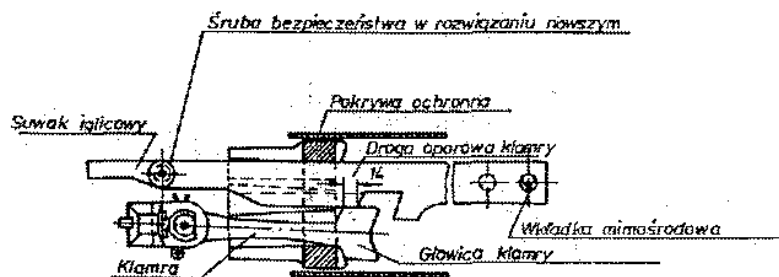 Śruba bezpieczeństwa w rozwiązaniu nowszym
Pokrywa ochronna
Suwak iglicowy
Droga oporowa klamry
14
Wkładka mimośrodowa
Klamra
Głowica klamry